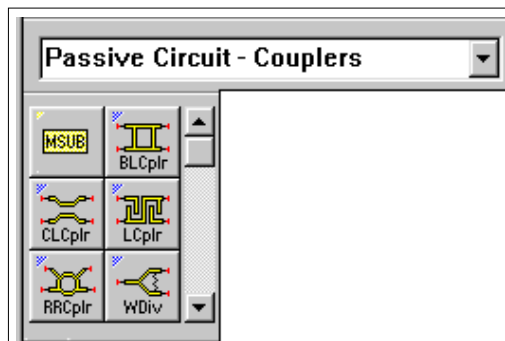 Passive Circuit - Couplers
MSUB
BLCplr
CLCplr
LCplr
RRCplr
WDiv